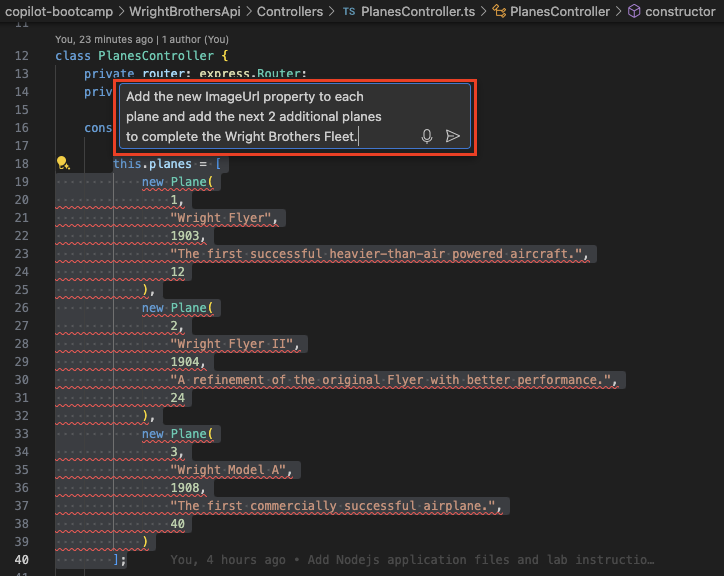 copilot-bootcamp > WrightBrothersApi > Controllers > TS PlanesController.ts > PlanesController > constructor
11
You, 23 minutes ago | 1 author (You)
12 class PlanesController {
13 private router: express.Router;
14 priv
Add the new ImageUrl property to each
plane and add the next 2 additional planes
to complete the Wright Brothers Fleet.
15
16 cons
17
18 this.planes = [
19 new Plane(
20 1,
21 "Wright Flyer",
22 1903,
23 "The first successful heavier-than-air powered aircraft.",
24 12
25 ),
26 new Plane(
27 2,
28 "Wright Flyer II",
29 1904,
30 "A refinement of the original Flyer with better performance.",
31 24
32 ),
33 new Plane(
34 3,
35 "Wright Model A",
36 1908,
37 "The first commercially successful airplane.",
38 40
39 )
40 ]; You, 4 hours ago • Add Nodejs application files and lab instructio…